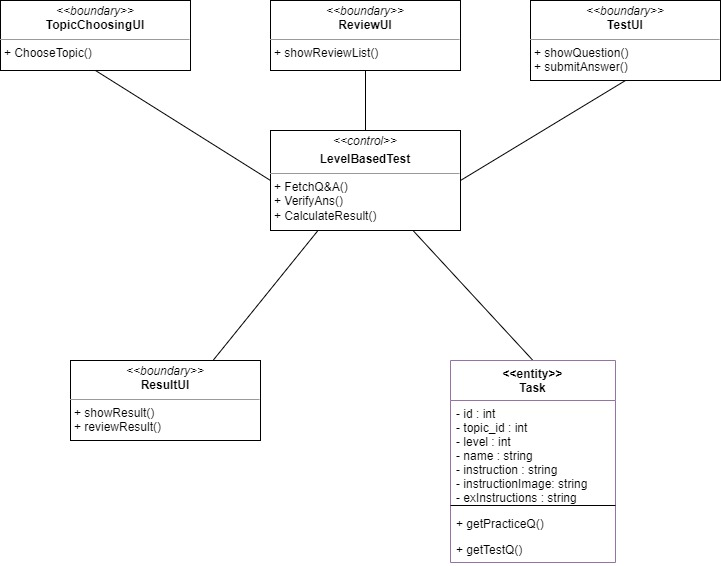 <<boundary>>
TopicChoosingUI
+ ChooseTopic()
<<boundary>>
ReviewUI
+ showReviewList()
<<boundary>>
TestUI
+ showQuestion()
+ submitAnswer()
<<control>>
LevelBasedTest
+ FetchQ&A()
+ VerifyAns()
+ CalculateResult()
<<boundary>>
ResultUI
+ showResult()
+ reviewResult()
<<entity>>
Task
- id : int
- topic_id : int
- level : int
- name : string
- instruction : string
- instructionImage: string
- exInstructions : string
+ getPracticeQ()
+ getTestQ()